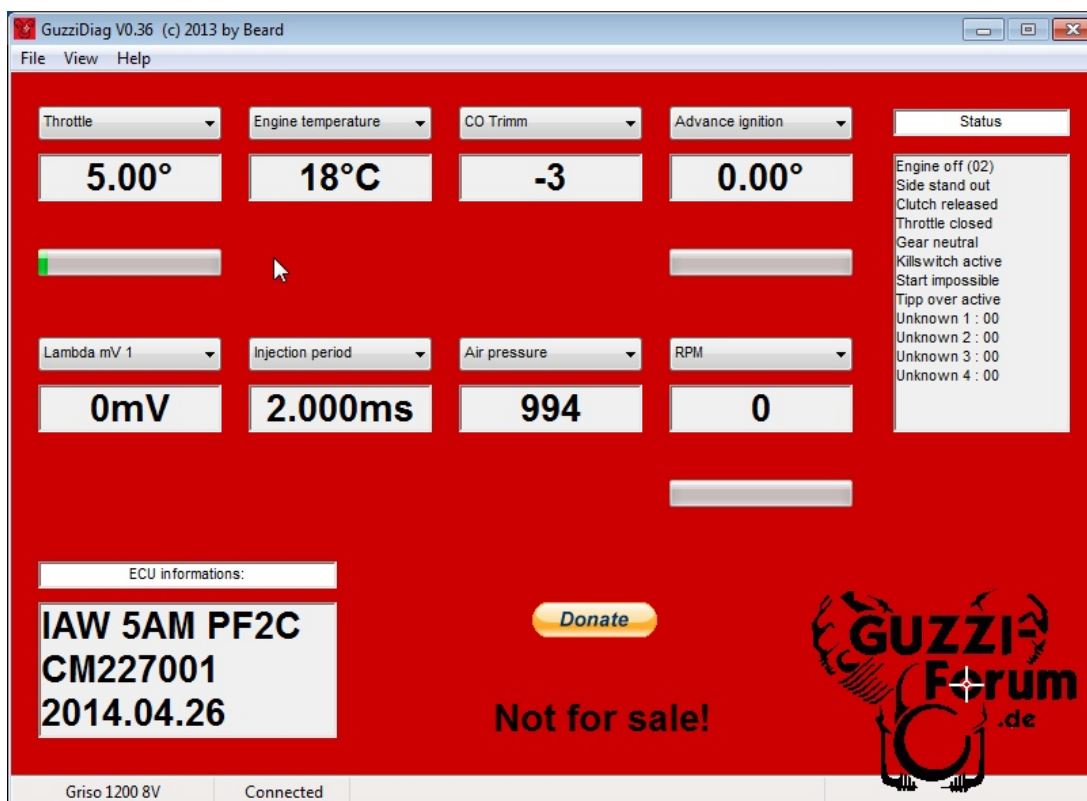 GuzziDiag V0.36 (c) 2013 by Beard
File View Help
Throttle Engine temperature CO Trimm Advance ignition Status
5.00° 18°C -3 0.00°
Engine off (02)
Side stand out
Clutch released
Throttle closed
Gear neutral
Killswitch active
Start impossible
Tipp over active
Unknown 1 : 00
Unknown 2 : 00
Unknown 3 : 00
Unknown 4 : 00
Lambda mV 1 Injection period Air pressure RPM
0mV 2.000ms 994 0
ECU informations:
IAW 5AM PF2C
CM227001
2014.04.26
Donate
Not for sale!
GUZZI-
Forum
.de
Griso 1200 8V Connected